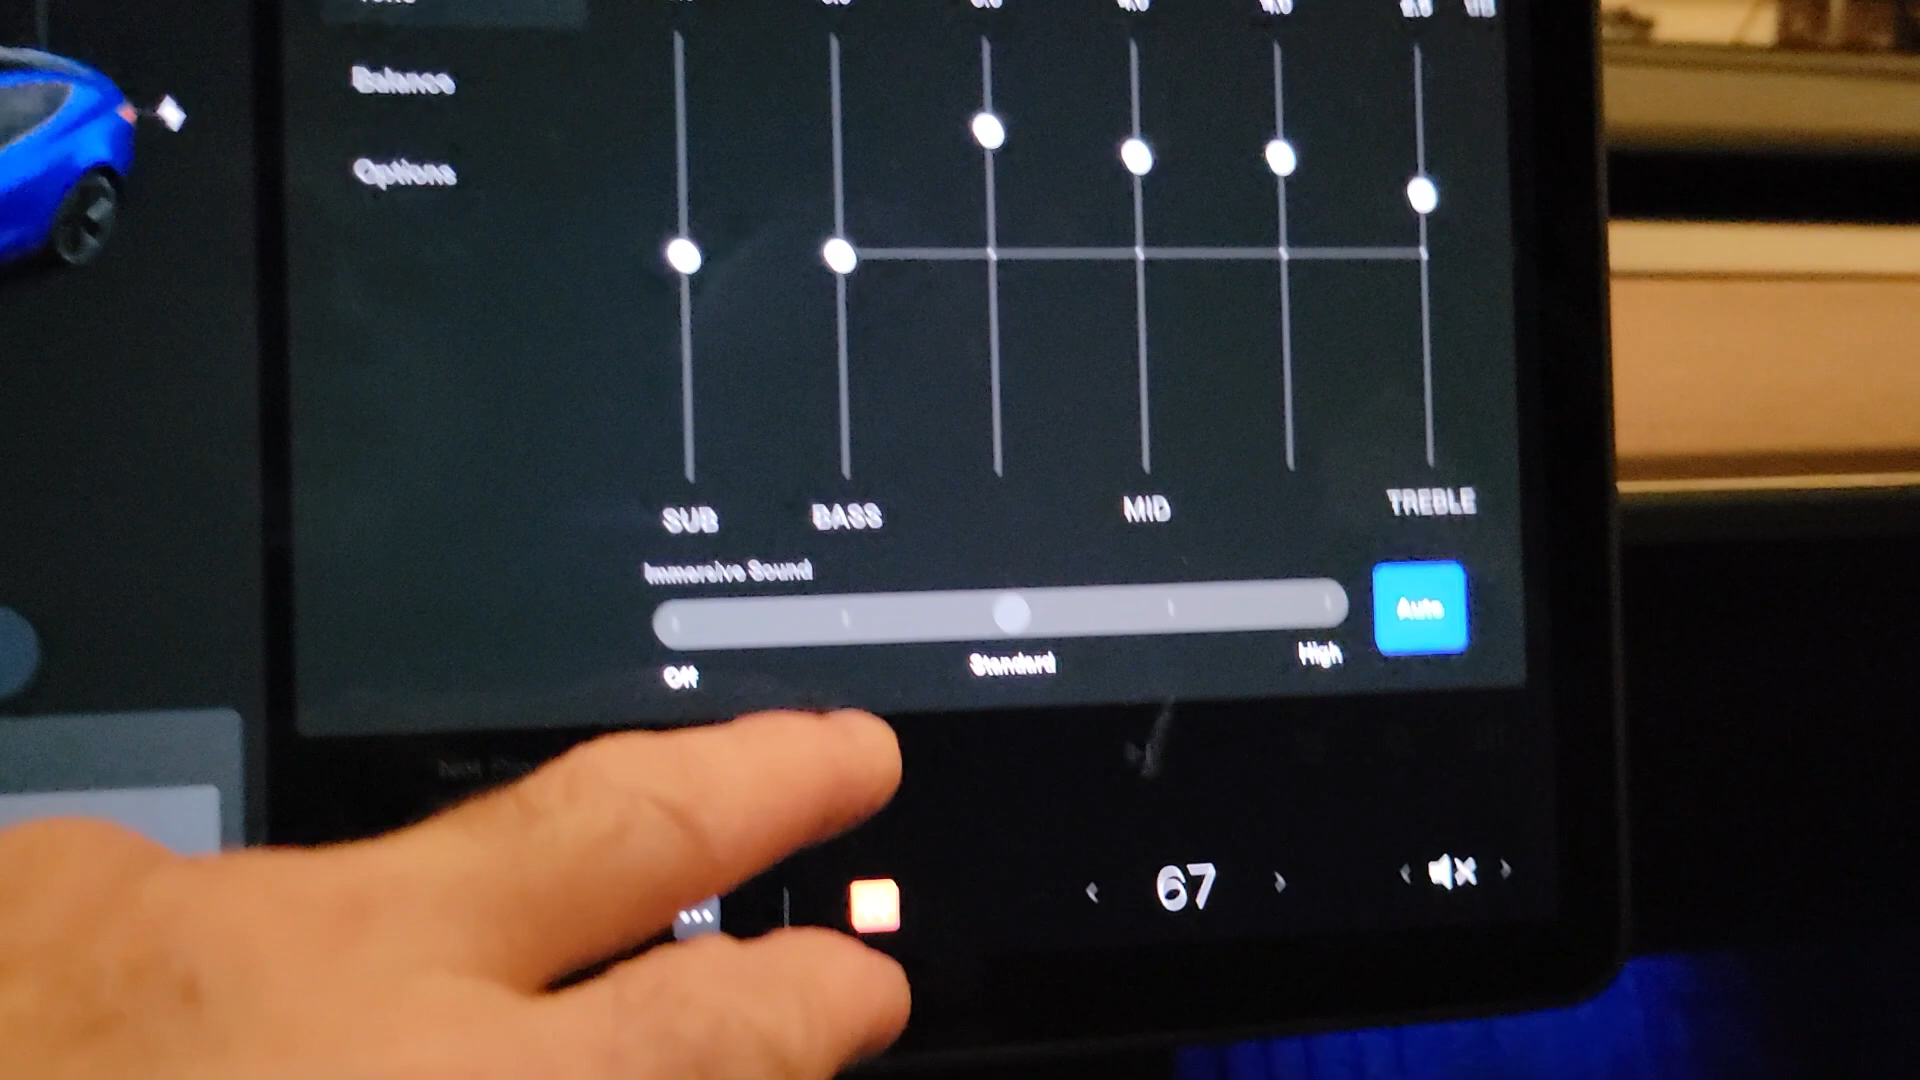 Balance
Options
SUB BASS MID TREBLE
Immersive Sound
Auto
Off Standard High
67